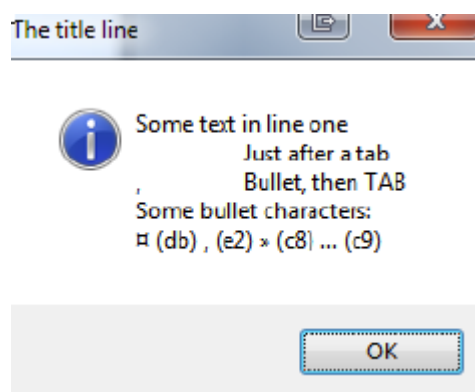 The title line
Some text in line one
Just after a tab
, Bullet, then TAB
Some bullet characters:
¤ (db) , (e2) » (c8) ... (c9)
OK